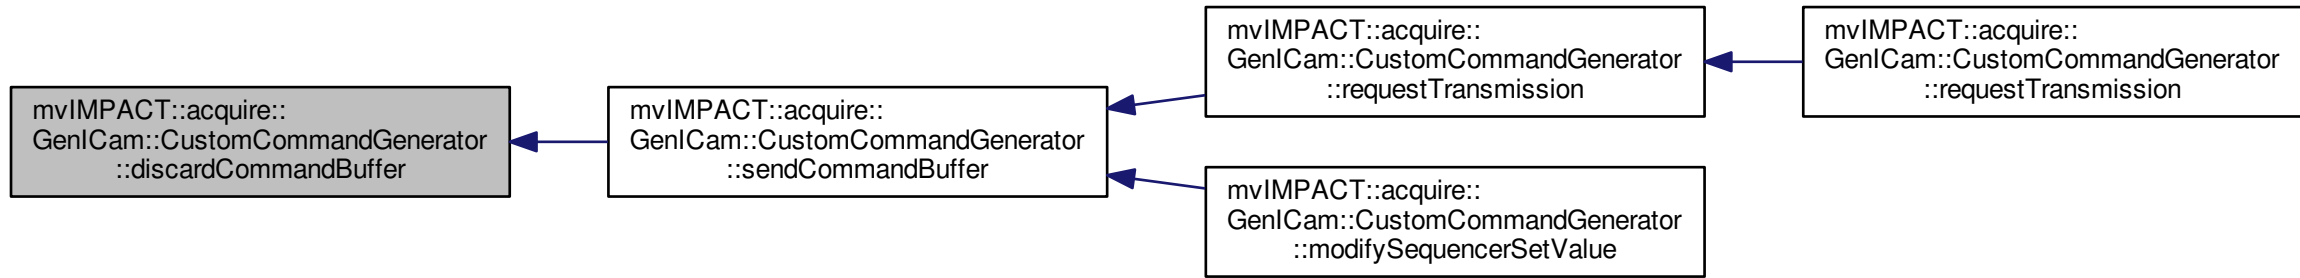 mvIMPACT::acquire::
GenICam::CustomCommandGenerator
::discardCommandBuffer
mvIMPACT::acquire::
GenICam::CustomCommandGenerator
::sendCommandBuffer
mvIMPACT::acquire::
GenICam::CustomCommandGenerator
::requestTransmission
mvIMPACT::acquire::
GenICam::CustomCommandGenerator
::requestTransmission
mvIMPACT::acquire::
GenICam::CustomCommandGenerator
::modifySequencerSetValue